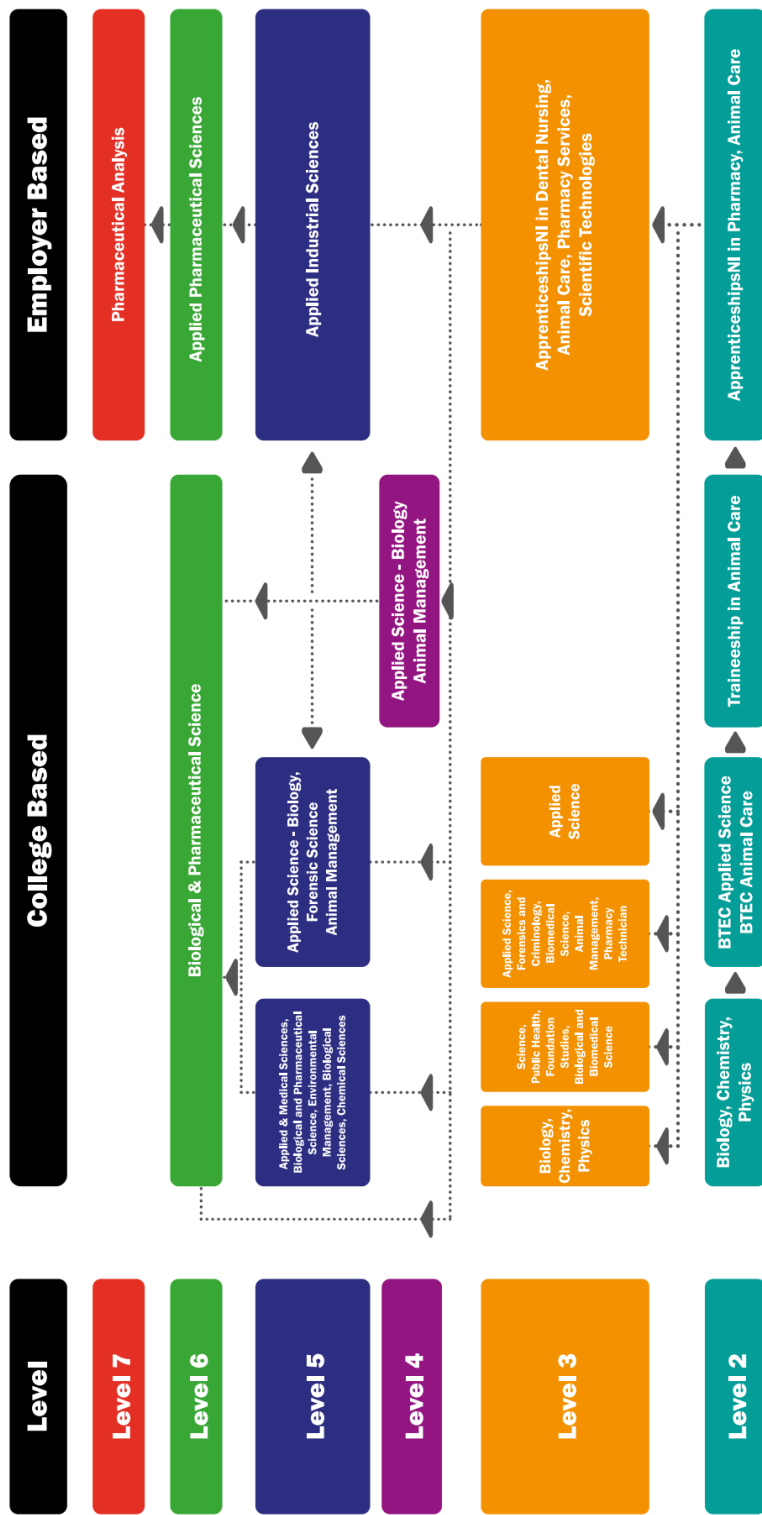 Level
College Based
Employer Based
Level 7
Pharmaceutical Analysis
Level 6
Biological & Pharmaceutical Science
Applied Pharmaceutical Sciences
Level 5
Applied & Medical Sciences,
Biological and Pharmaceutical
Science, Environmental
Management, Biological
Sciences, Chemical Sciences
Applied Science - Biology,
Forensic Science
Animal Management
Applied Industrial Sciences
Level 4
Applied Science - Biology
Animal Management
Level 3
Biology,
Chemistry,
Physics
Science,
Public Health,
Foundation
Studies,
Biological and
Biomedical
Science
Applied Science,
Forensics and
Criminology,
Biomedical
Science,
Animal
Management,
Pharmacy
Technician
Applied
Science
ApprenticeshipsNI in Dental Nursing,
Animal Care, Pharmacy Services,
Scientific Technologies
Level 2
Biology, Chemistry,
Physics
BTEC Applied Science
BTEC Animal Care
Traineeship in Animal Care
ApprenticeshipsNI in Pharmacy, Animal Care